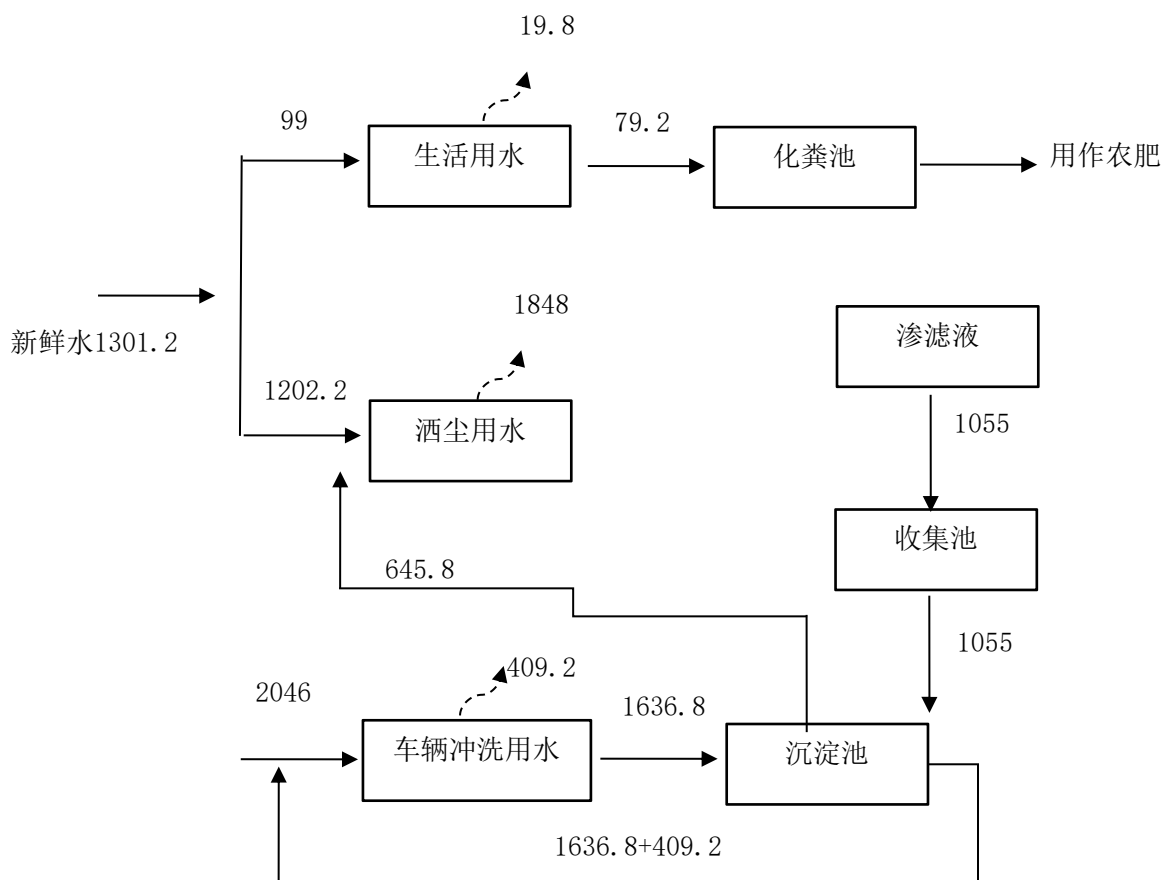 19.8
99
生活用水
79.2
化粪池
用作农肥
新鲜水1301.2
1848
渗滤液
1202.2
洒尘用水
1055
收集池
645.8
1055
409.2
2046
车辆冲洗用水
1636.8
沉淀池
1636.8+409.2